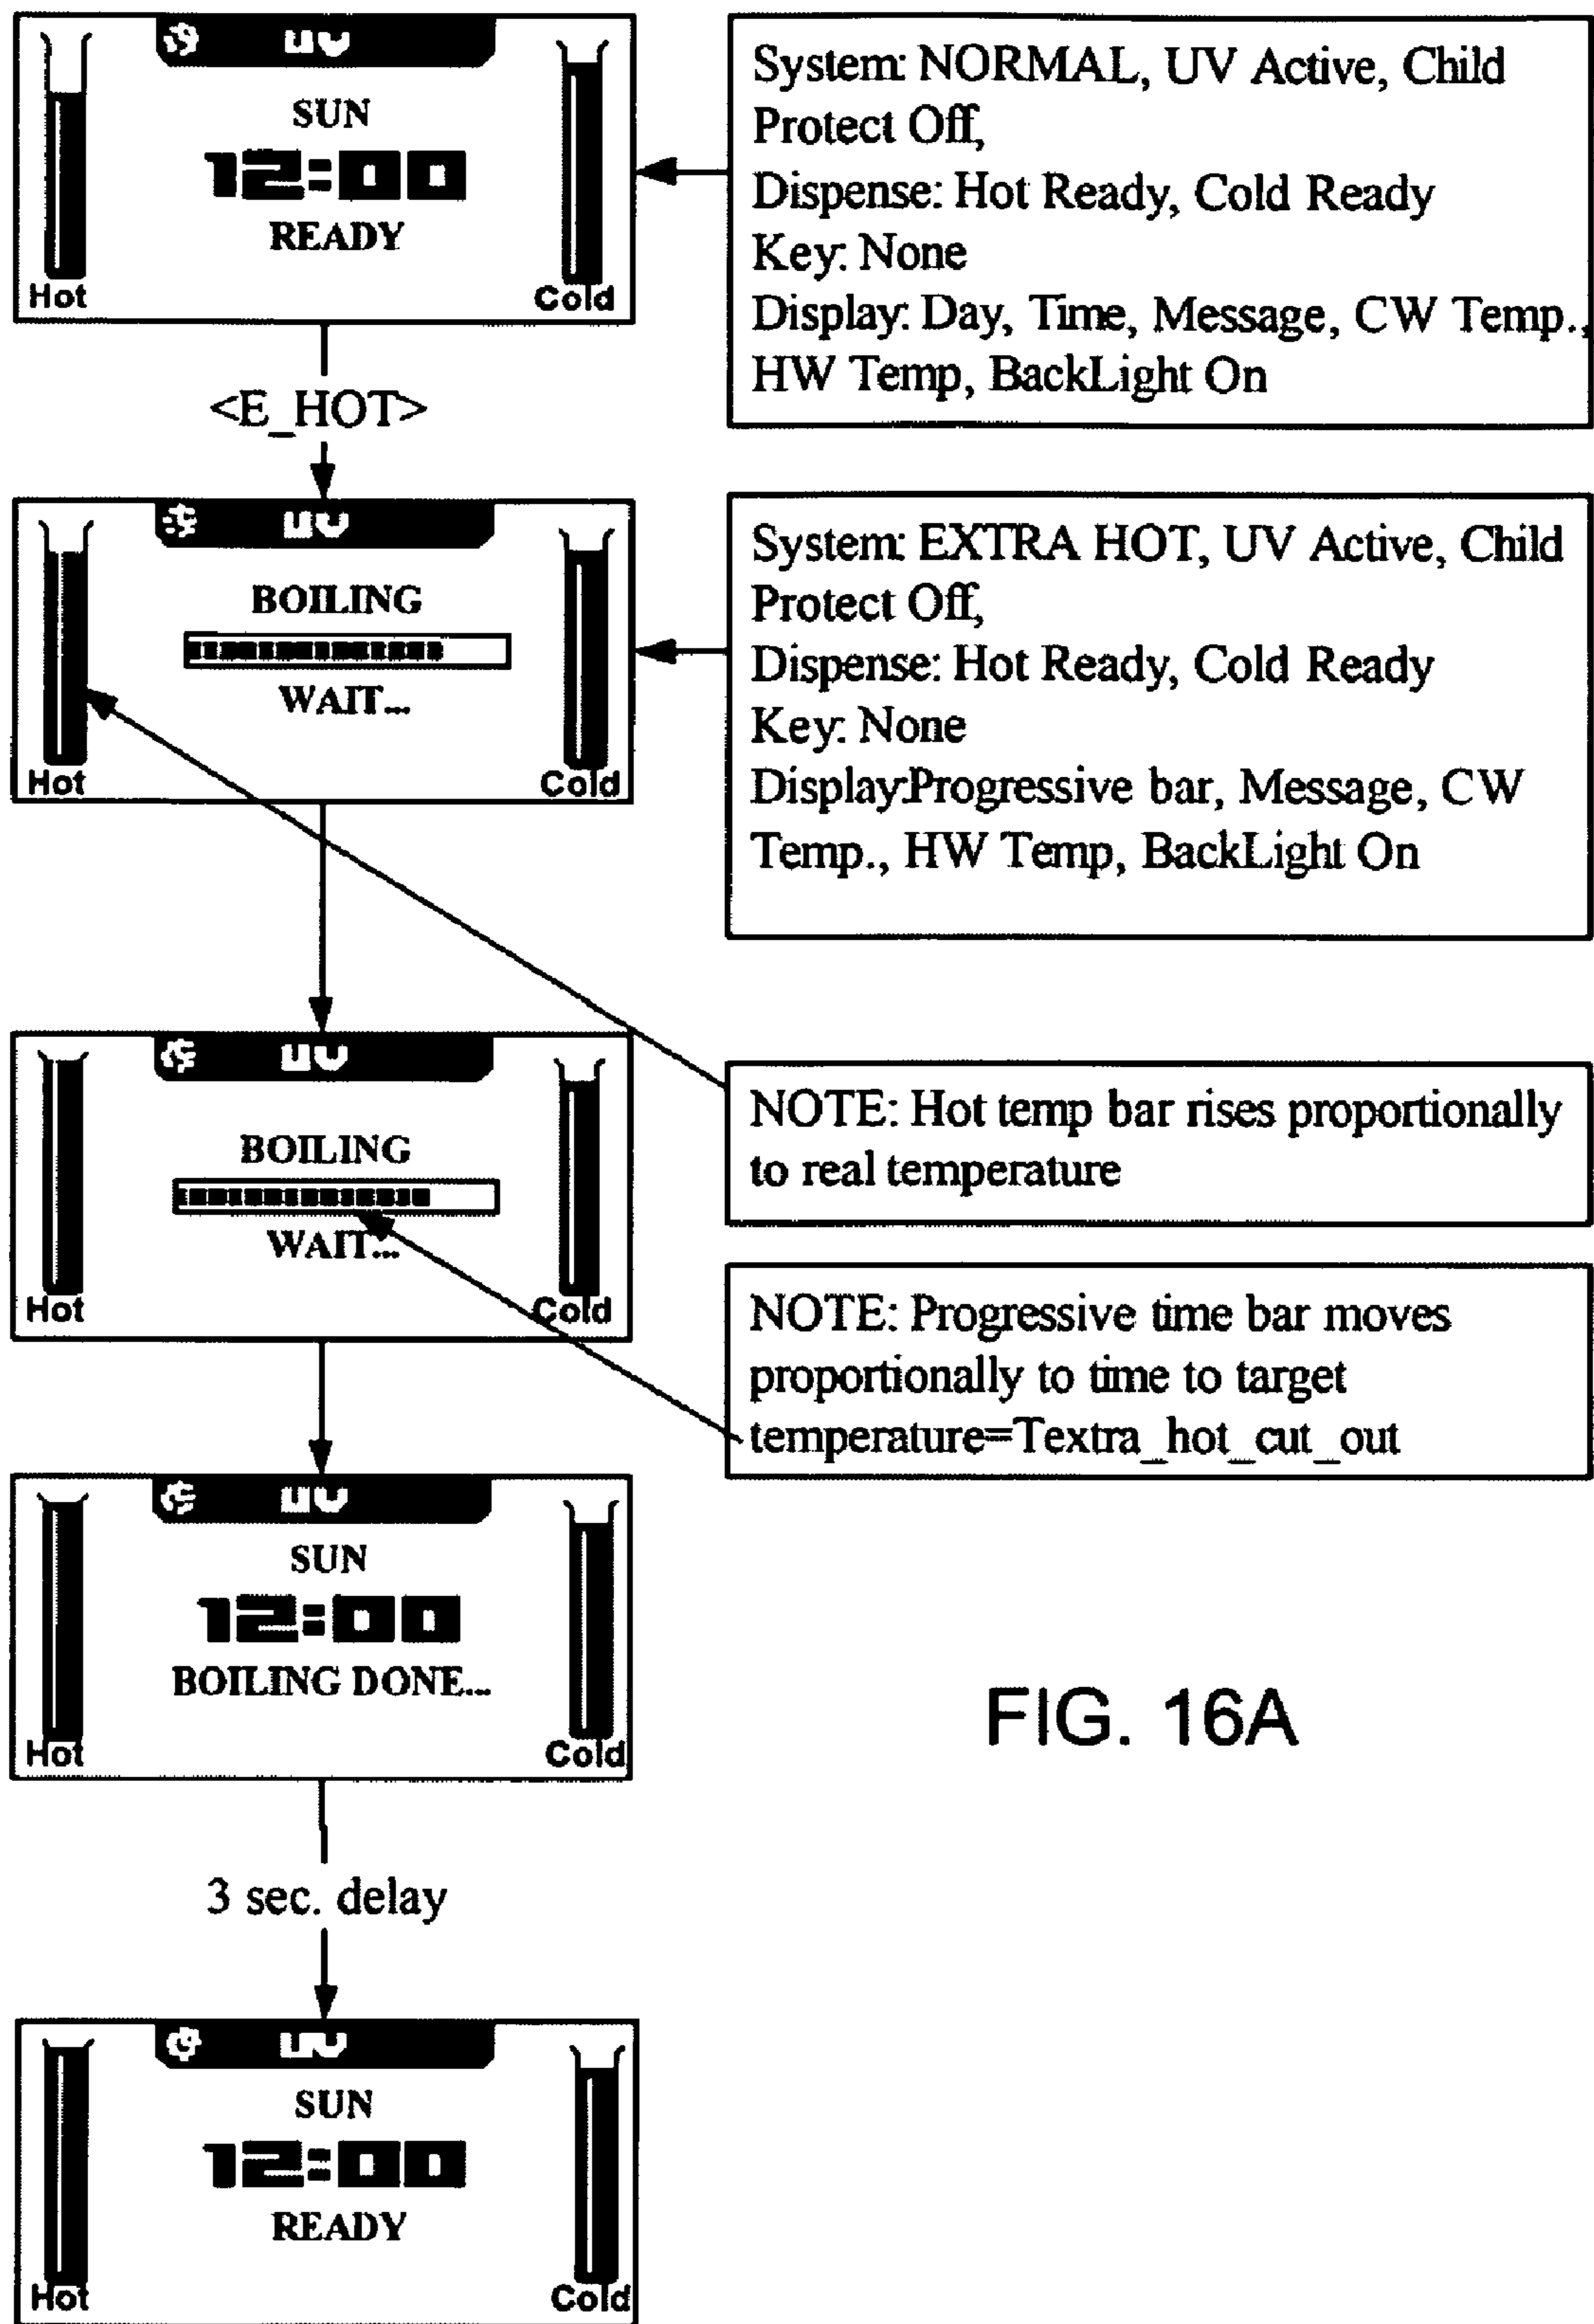 UV
SUN
12:00
READY
Hot
Cold
System: NORMAL, UV Active, Child
Protect Off,
Dispense: Hot Ready, Cold Ready
Key: None
Display: Day, Time, Message, CW Temp.,
HW Temp, BackLight On
<E_HOT>
UV
BOILING
WAIT...
Hot
Cold
System: EXTRA HOT, UV Active, Child
Protect Off,
Dispense: Hot Ready, Cold Ready
Key: None
Display:Progressive bar, Message, CW
Temp., HW Temp, BackLight On
UV
BOILING
WAIT...
Hot
Cold
NOTE: Hot temp bar rises proportionally
to real temperature
NOTE: Progressive time bar moves
proportionally to time to target
temperature=Textra_hot_cut_out
UV
SUN
12:00
BOILING DONE...
Hot
Cold
FIG. 16A
3 sec. delay
UV
SUN
12:00
READY
Hot
Cold